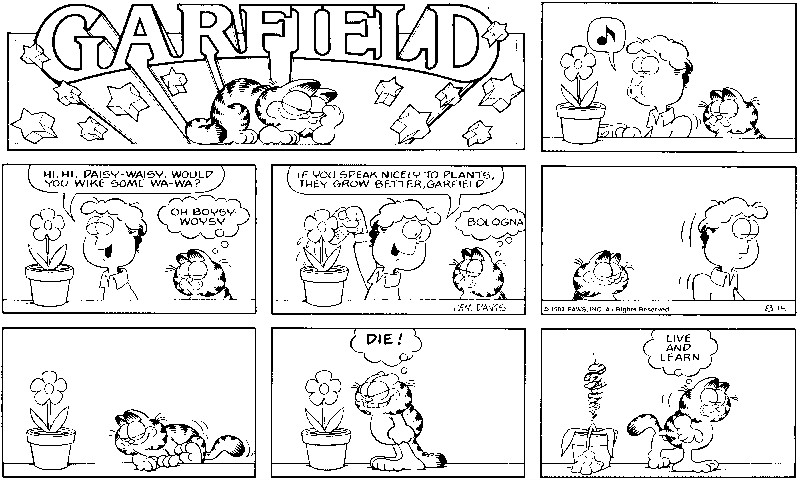 GARFIELD
HI, HI, DAISY-WAISY. WOULD
YOU WIKE SOME WA-WA?
OH BOYSY-
WOYSY
IF YOU SPEAK NICELY TO PLANTS,
THEY GROW BETTER, GARFIELD
BOLOGNA
JIM DAVIS
© 1982 PAWS, INC. All Rights Reserved.
DIE!
LIVE
AND
LEARN